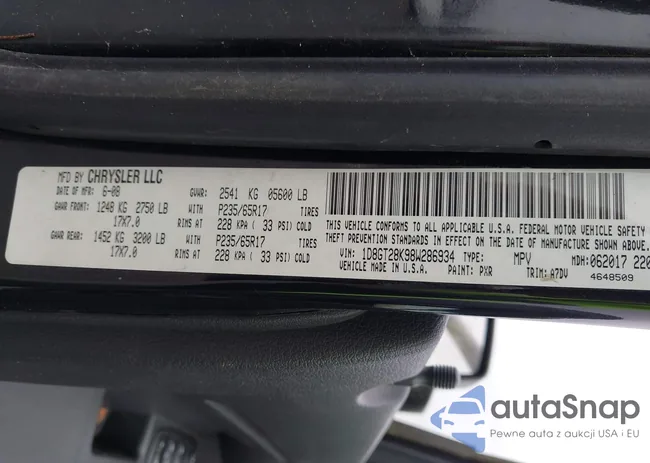 MFD BY CHRYSLER LLC
DATE OF MFR: 6-08 GVWR: 2541 KG 05600 LB
GAWR FRONT: 1248 KG 2750 LB WITH P235/65R17 TIRES
17X7.0 RIMS AT 228 KPA ( 33 PSI) COLD
GAWR REAR: 1452 KG 3200 LB WITH P235/65R17 TIRES
17X7.0 RIMS AT 228 KPA ( 33 PSI) COLD
THIS VEHICLE CONFORMS TO ALL APPLICABLE U.S.A. FEDERAL MOTOR VEHICLE SAFETY
THEFT PREVENTION STANDARDS IN EFFECT ON THE DATE OF MANUFACTURE SHOWN ABOVE
VIN: 1D8GT28K98W286934 TYPE: MPV MDH: 062017 220
VEHICLE MADE IN U.S.A. PAINT: PXR TRIM: A7DV
4648509
autaSnap
Pewne auta z aukcji USA i EU